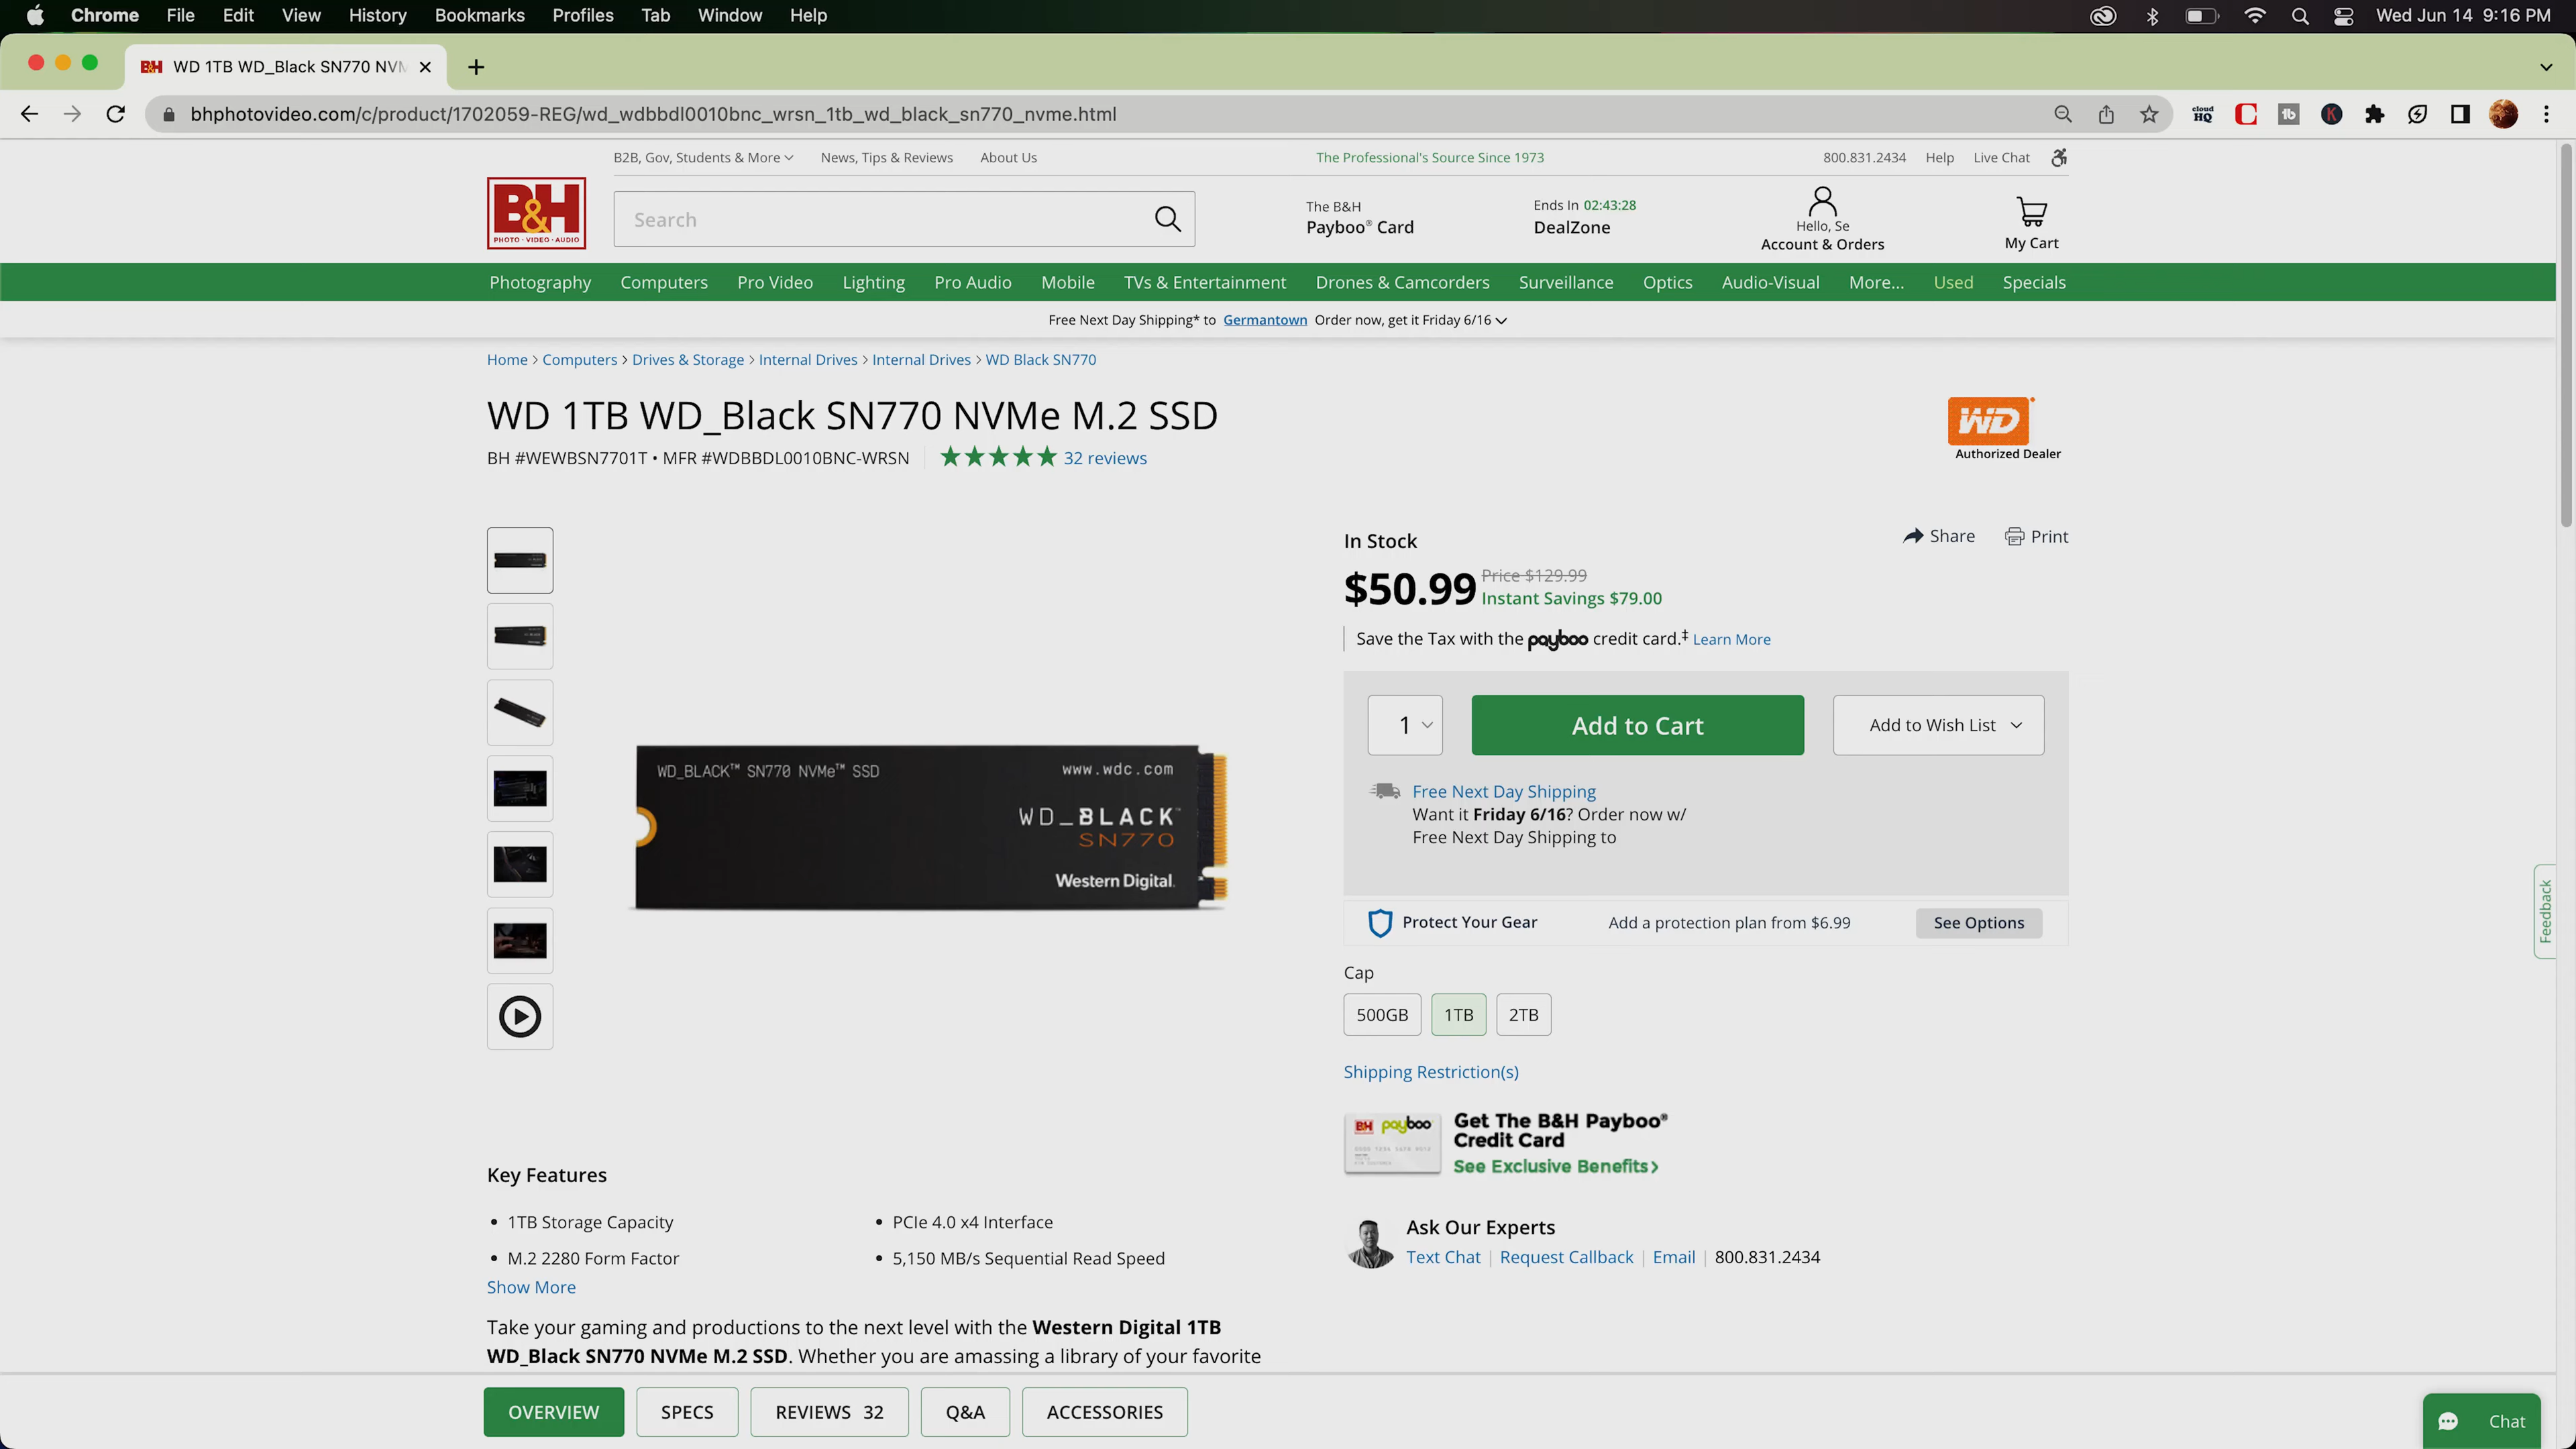 Chrome File Edit View History Bookmarks Profiles Tab Window Help
Wed Jun 14 9:16 PM
B&H WD 1TB WD_Black SN770 NVM
bhphotovideo.com/c/product/1702059-REG/wd_wdbbdl0010bnc_wrsn_1tb_wd_black_sn770_nvme.html
cloud HQ
tb
K
B2B, Gov, Students & More News, Tips & Reviews About Us
The Professional's Source Since 1973
800.831.2434 Help Live Chat
B&H
PHOTO · VIDEO · AUDIO
Search
The B&H
Payboo® Card
Ends In 02:43:28
DealZone
Hello, Se
Account & Orders
My Cart
Photography Computers Pro Video Lighting Pro Audio Mobile TVs & Entertainment Drones & Camcorders Surveillance Optics Audio-Visual More... Used Specials
Free Next Day Shipping* to Germantown Order now, get it Friday 6/16
Home > Computers > Drives & Storage > Internal Drives > Internal Drives > WD Black SN770
WD 1TB WD_Black SN770 NVMe M.2 SSD
BH #WEWBSN7701T • MFR #WDBBDL0010BNC-WRSN
32 reviews
WD
Authorized Dealer
WD_BLACK™ SN770 NVMe™ SSD
www.wdc.com
WD_BLACK™
SN770
Western Digital.
In Stock
Share Print
$50.99
Price $129.99
Instant Savings $79.00
Save the Tax with the payboo credit card.‡ Learn More
1
Add to Cart
Add to Wish List
Free Next Day Shipping
Want it Friday 6/16? Order now w/
Free Next Day Shipping to
Protect Your Gear
Add a protection plan from $6.99
See Options
Feedback
Cap
500GB 1TB 2TB
Shipping Restriction(s)
B&H payboo
Get The B&H Payboo®
Credit Card
See Exclusive Benefits>
Key Features
• 1TB Storage Capacity
• PCIe 4.0 x4 Interface
• M.2 2280 Form Factor
• 5,150 MB/s Sequential Read Speed
Show More
Ask Our Experts
Text Chat | Request Callback | Email | 800.831.2434
Take your gaming and productions to the next level with the Western Digital 1TB
WD_Black SN770 NVMe M.2 SSD. Whether you are amassing a library of your favorite
OVERVIEW SPECS REVIEWS 32 Q&A ACCESSORIES
Chat